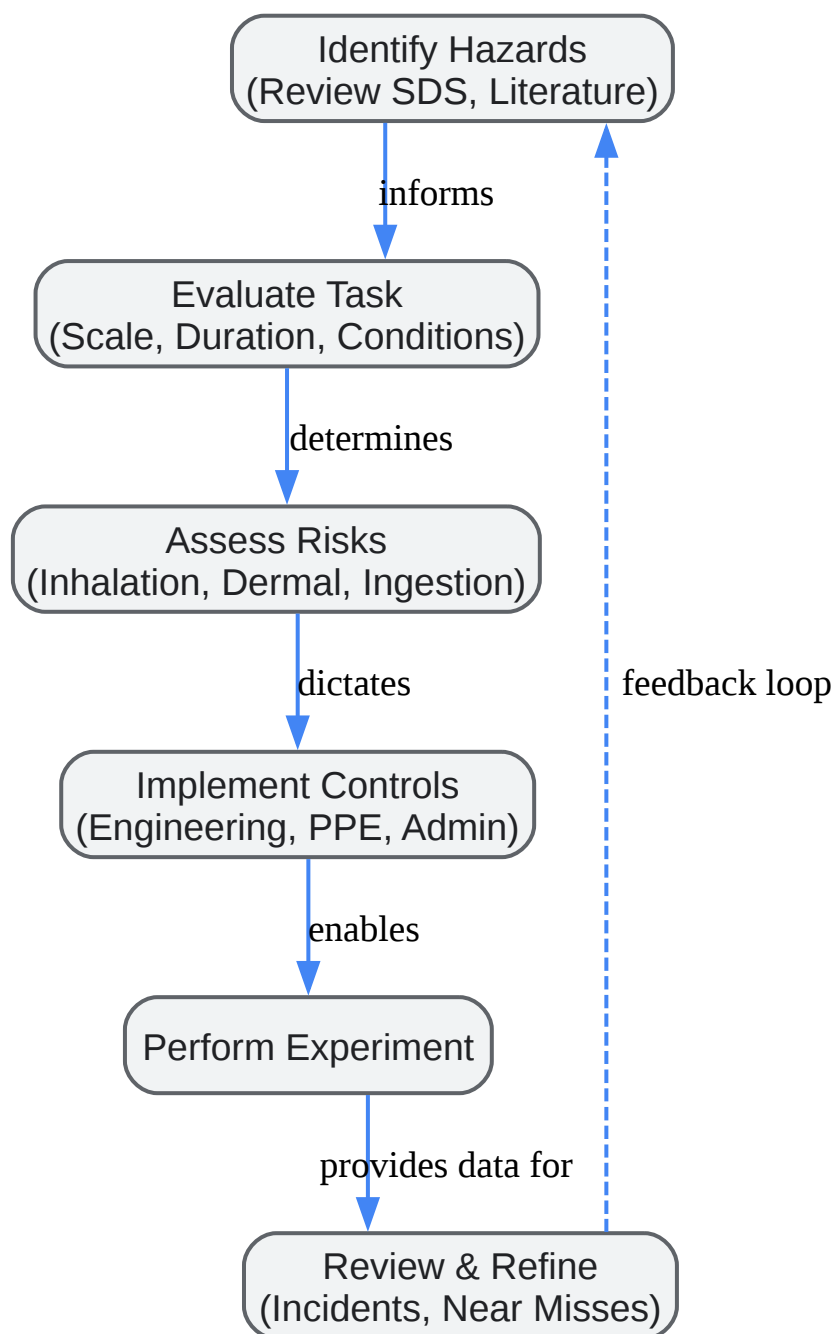 Identify Hazards
(Review SDS, Literature)
informs
Evaluate Task
(Scale, Duration, Conditions)
determines
Assess Risks
(Inhalation, Dermal, Ingestion)
dictates
feedback loop
Implement Controls
(Engineering, PPE, Admin)
enables
Perform Experiment
provides data for
Review & Refine
(Incidents, Near Misses)